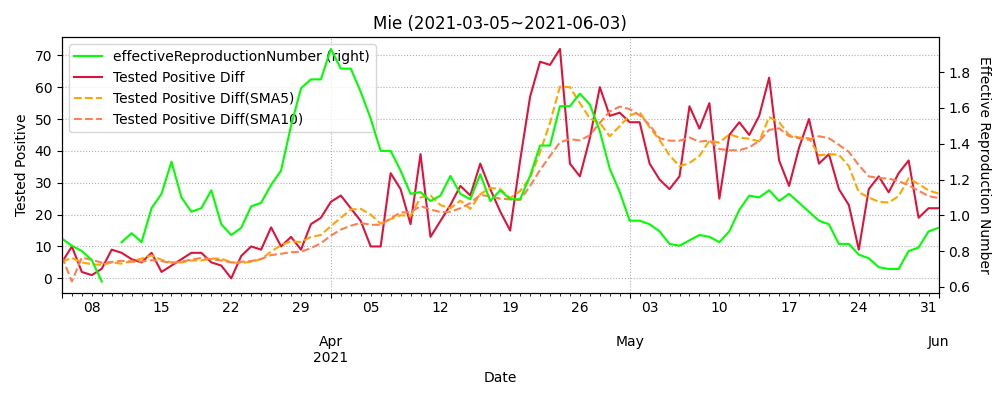 Mie (2021-03-05~2021-06-03)
effectiveReproductionNumber (right)
Tested Positive Diff
Tested Positive Diff(SMA5)
Tested Positive Diff(SMA10)
Tested Positive
70
60
50
40
30
20
10
0
1.8
1.6
1.4
1.2
1.0
0.8
0.6
Effective Reproduction Number
08 15 22 29 05 12 19 26 03 10 17 24 31
Apr May Jun
2021
Date